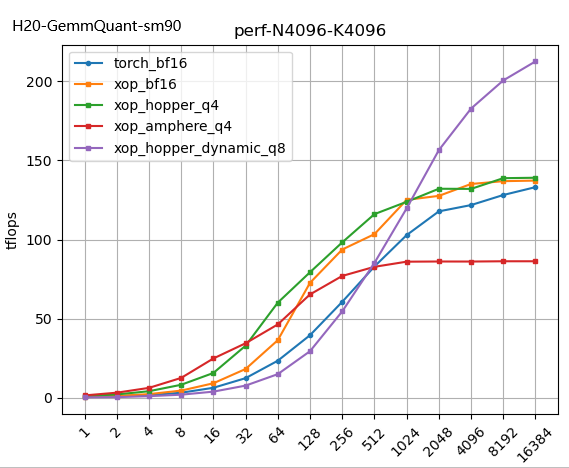 H20-GemmQuant-sm90
perf-N4096-K4096
torch_bf16
xop_bf16
xop_hopper_q4
xop_amphere_q4
xop_hopper_dynamic_q8
tflops
200
150
100
50
0
1 2 4 8 16 32 64 128 256 512 1024 2048 4096 8192 16384